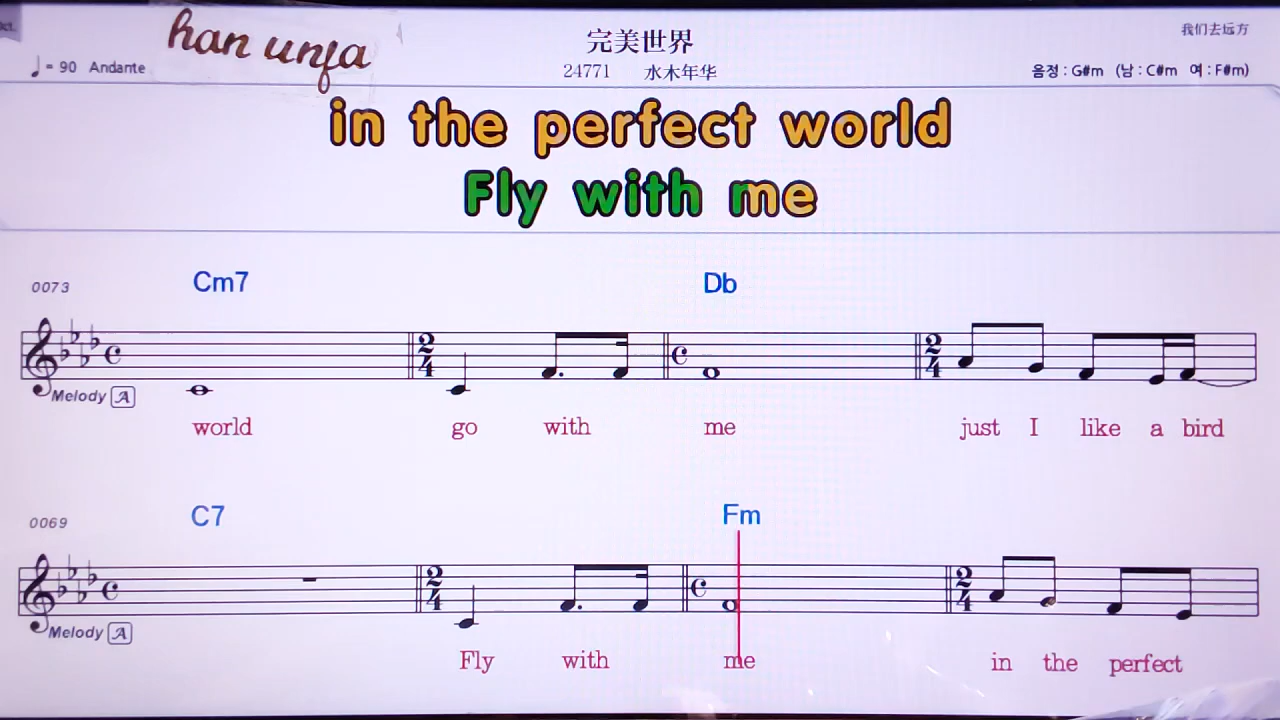 han unfa
完美世界
我们去远方
♩= 90 Andante
24771 水木年华
음정 : G#m (남 : C#m 여 : F#m)
in the perfect world
Fly with me
0073 Cm7 Db
Melody A
world go with me just I like a bird
0069 C7 Fm
Melody A
Fly with me in the perfect